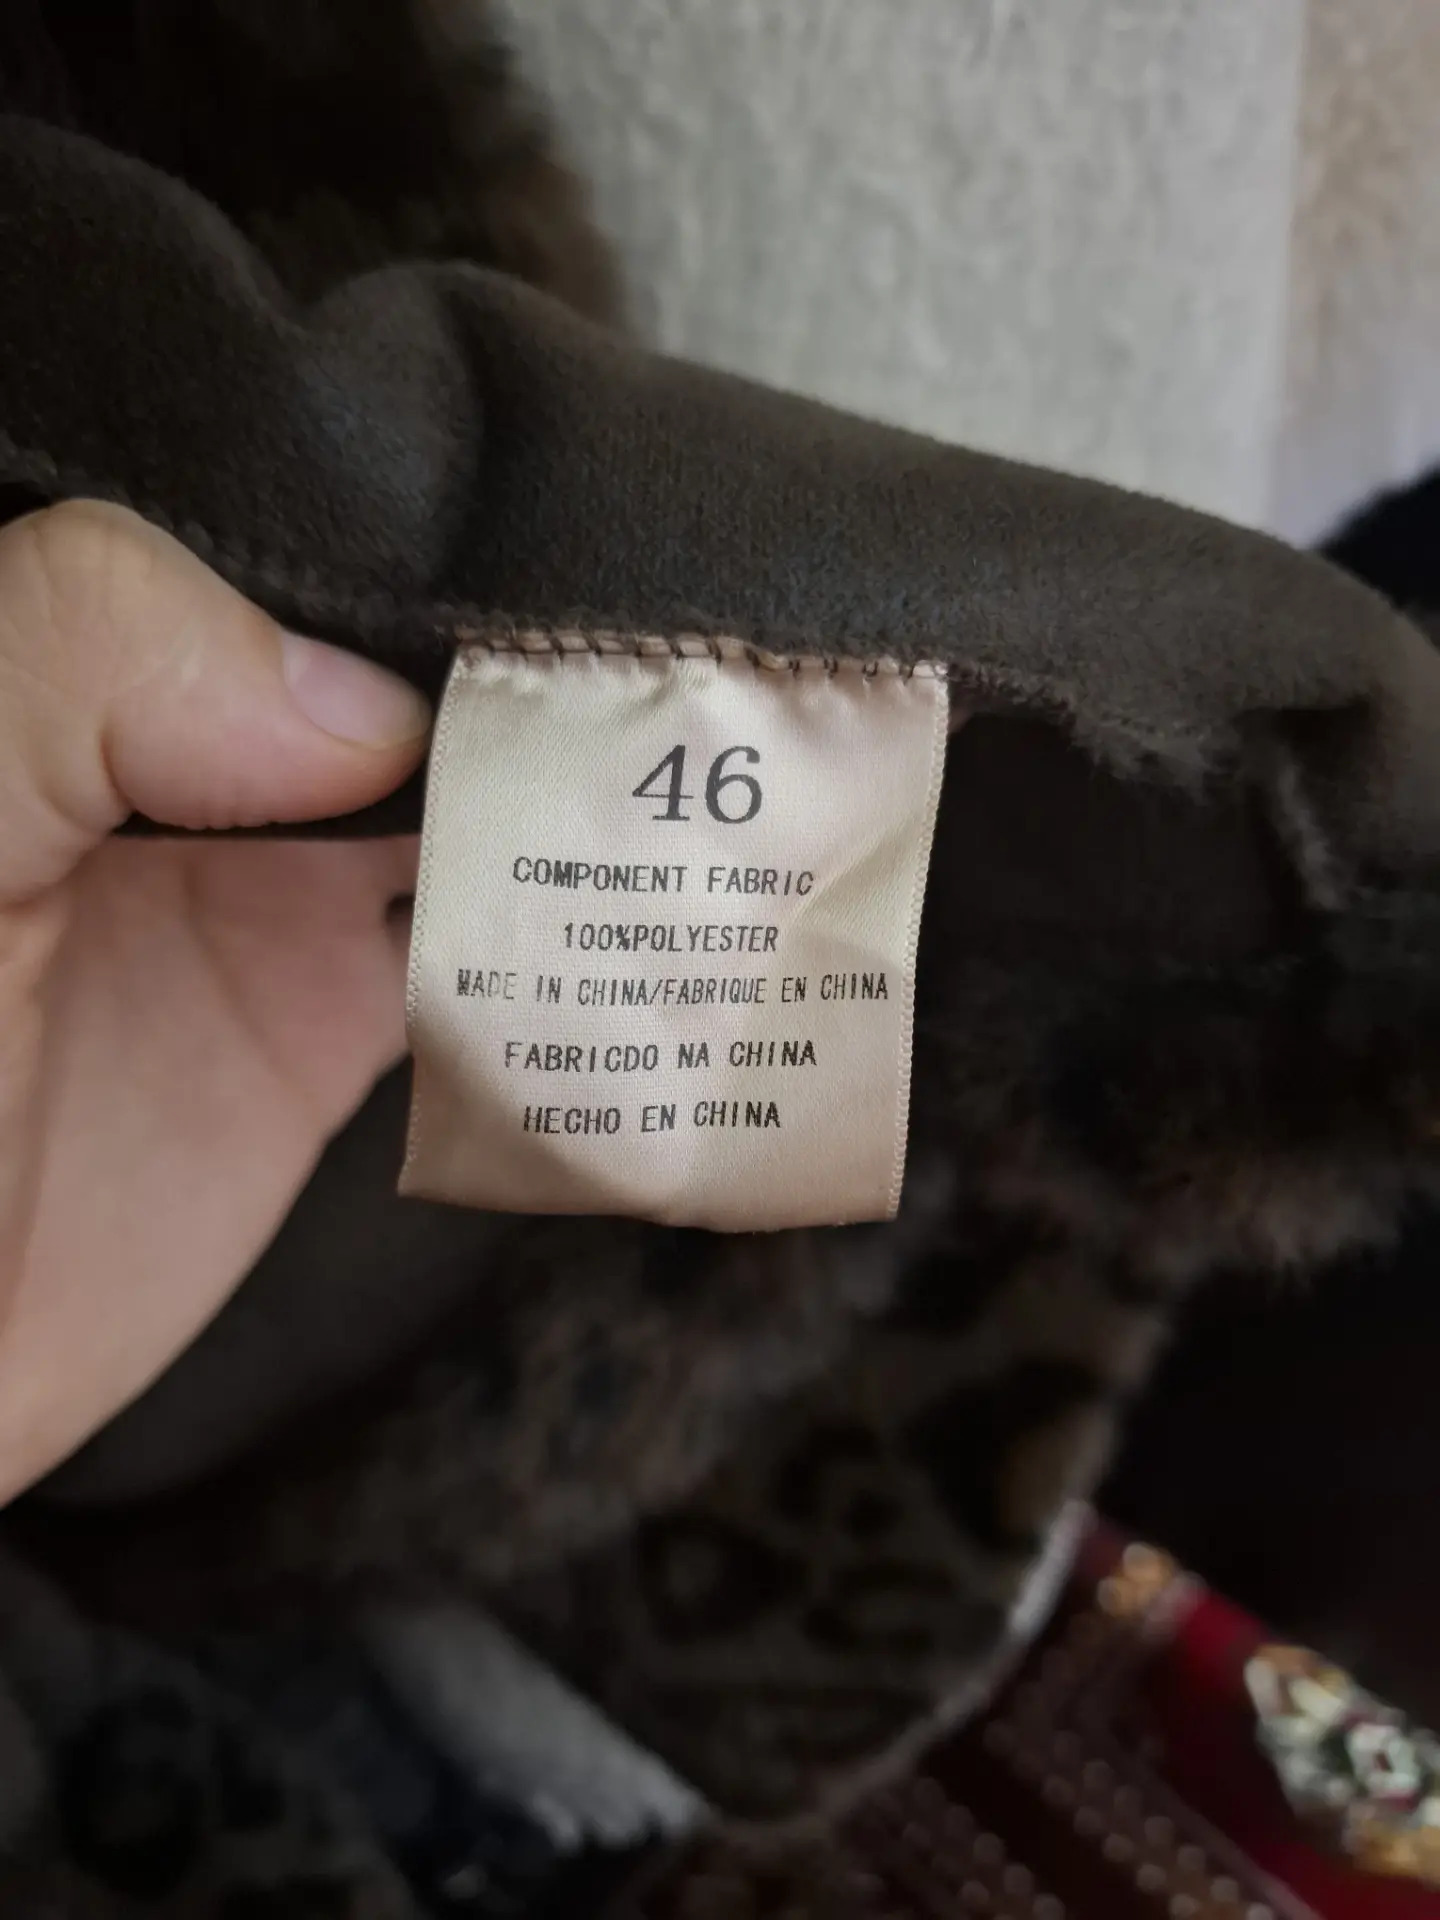 46
COMPONENT FABRIC
100%POLYESTER
MADE IN CHINA/FABRIQUE EN CHINA
FABRICDO NA CHINA
HECHO EN CHINA